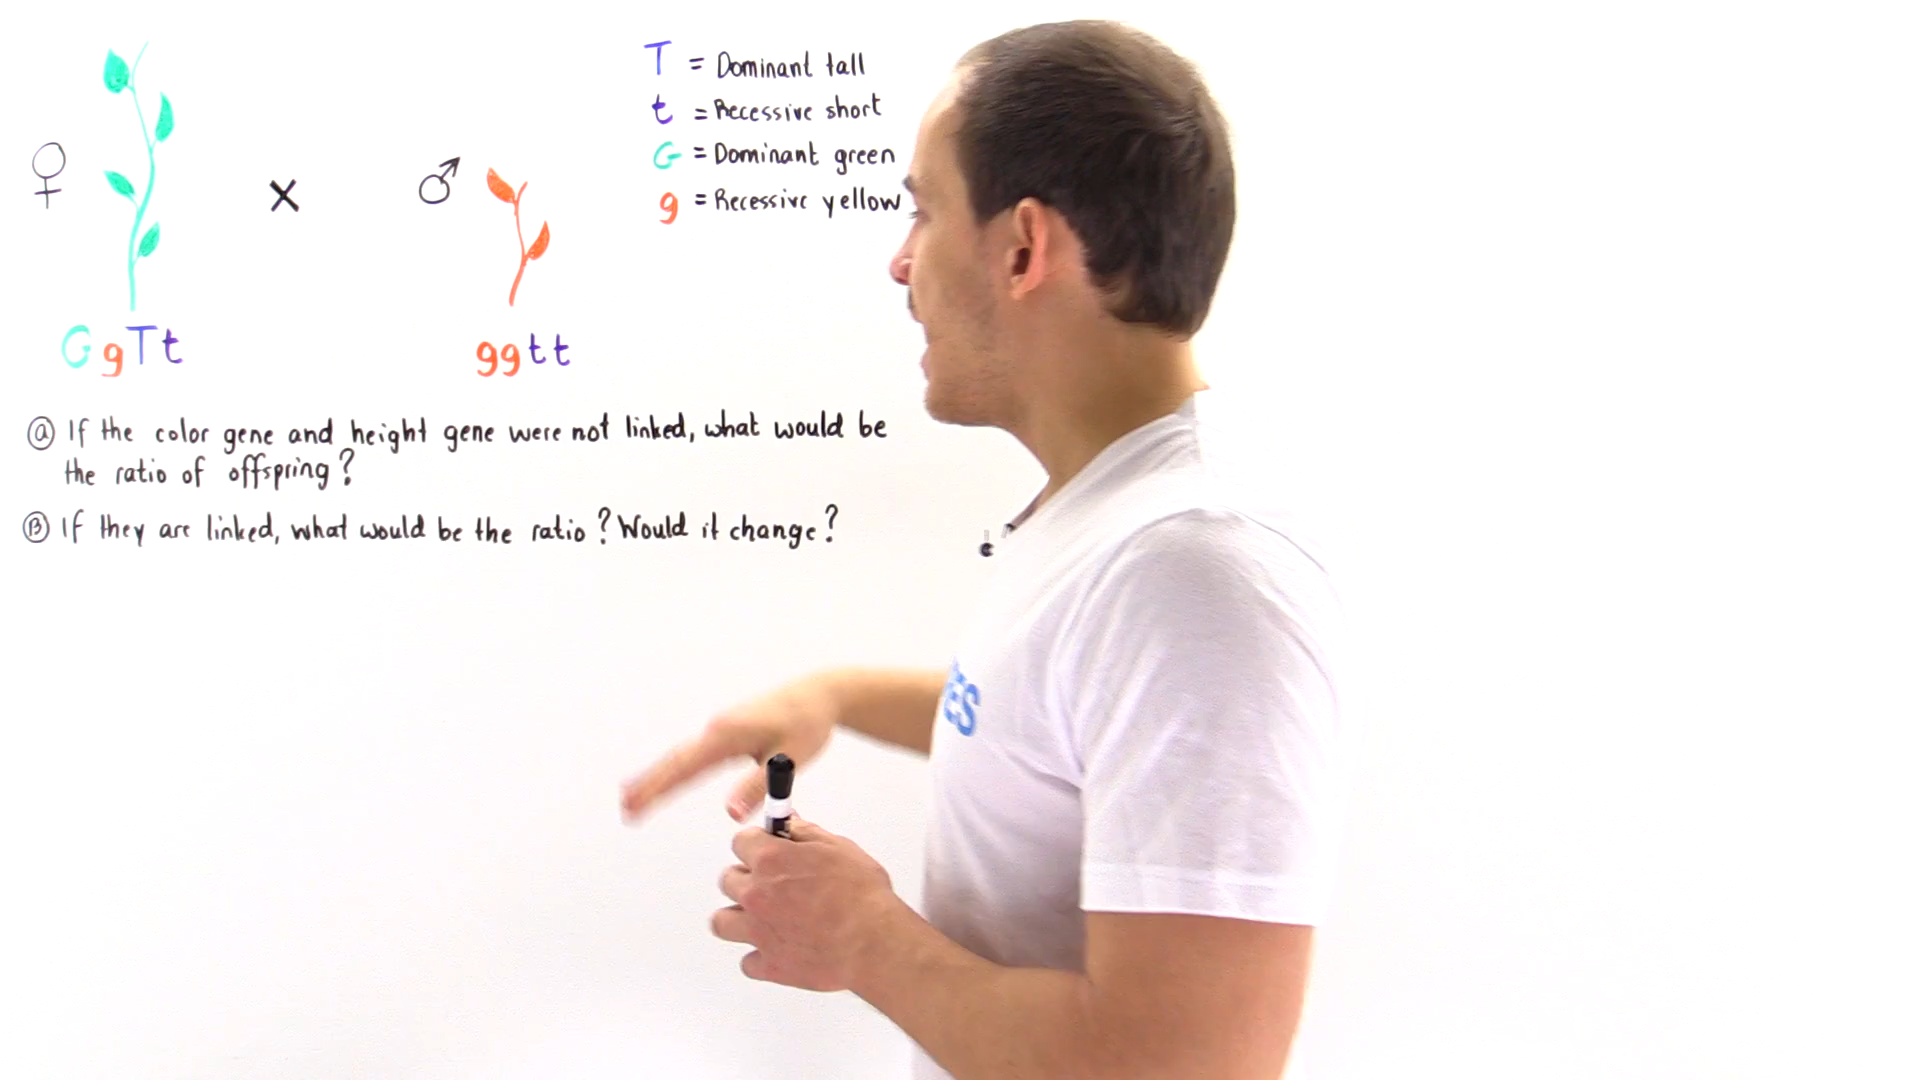 T = Dominant tall
t = Recessive short
G = Dominant green
g = Recessive yellow
♀ X ♂
GgTt ggtt
Ⓐ If the color gene and height gene were not linked, what would be
the ratio of offspring?
Ⓑ If they are linked, what would be the ratio? Would it change?